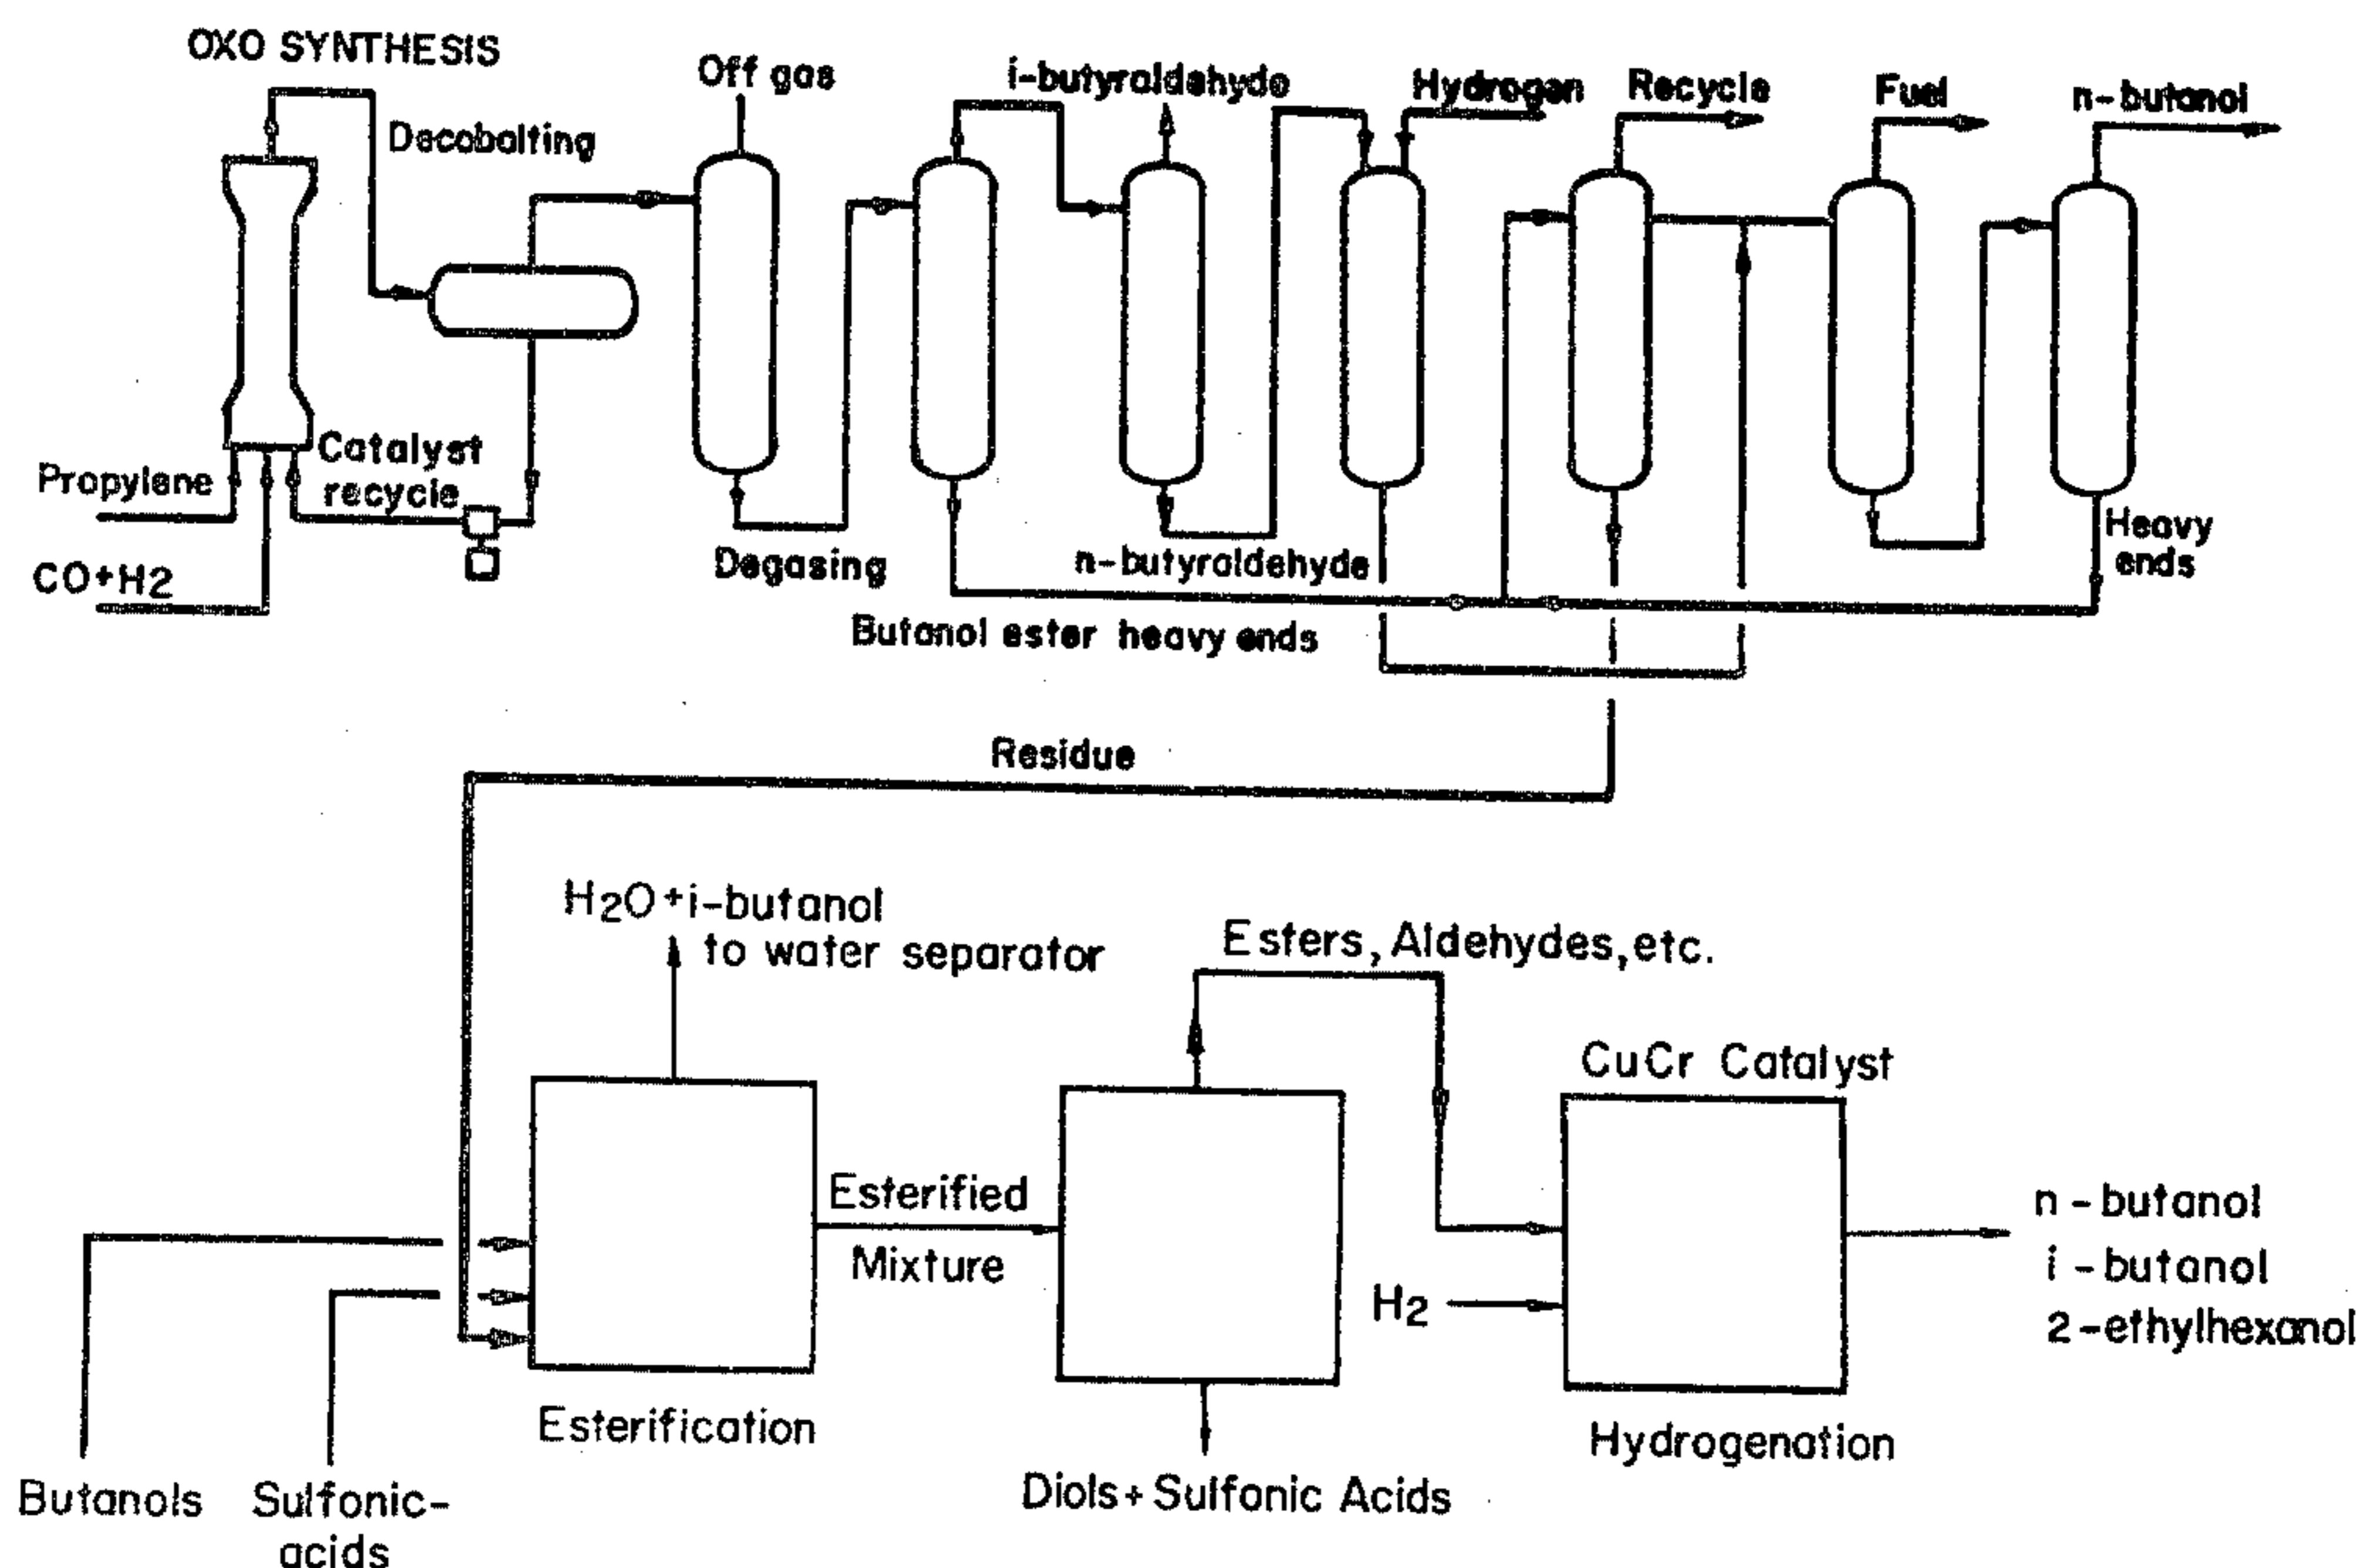 OXO SYNTHESIS
Off gas
i-butyraldehyde
Hydrogen
Recycle
Fuel
n-butanol
Decobalting
Catalyst
recycle
Propylene
CO+H2
Degasing
n-butyraldehyde
Heavy
ends
Butanol ester heavy ends
Residue
H2O+i-butanol
to water separator
Esters, Aldehydes, etc.
CuCr Catalyst
Esterified
Mixture
H2
n-butanol
i-butanol
2-ethylhexanol
Esterification
Hydrogenation
Diols+Sulfonic Acids
Butanols
Sulfonic-
acids